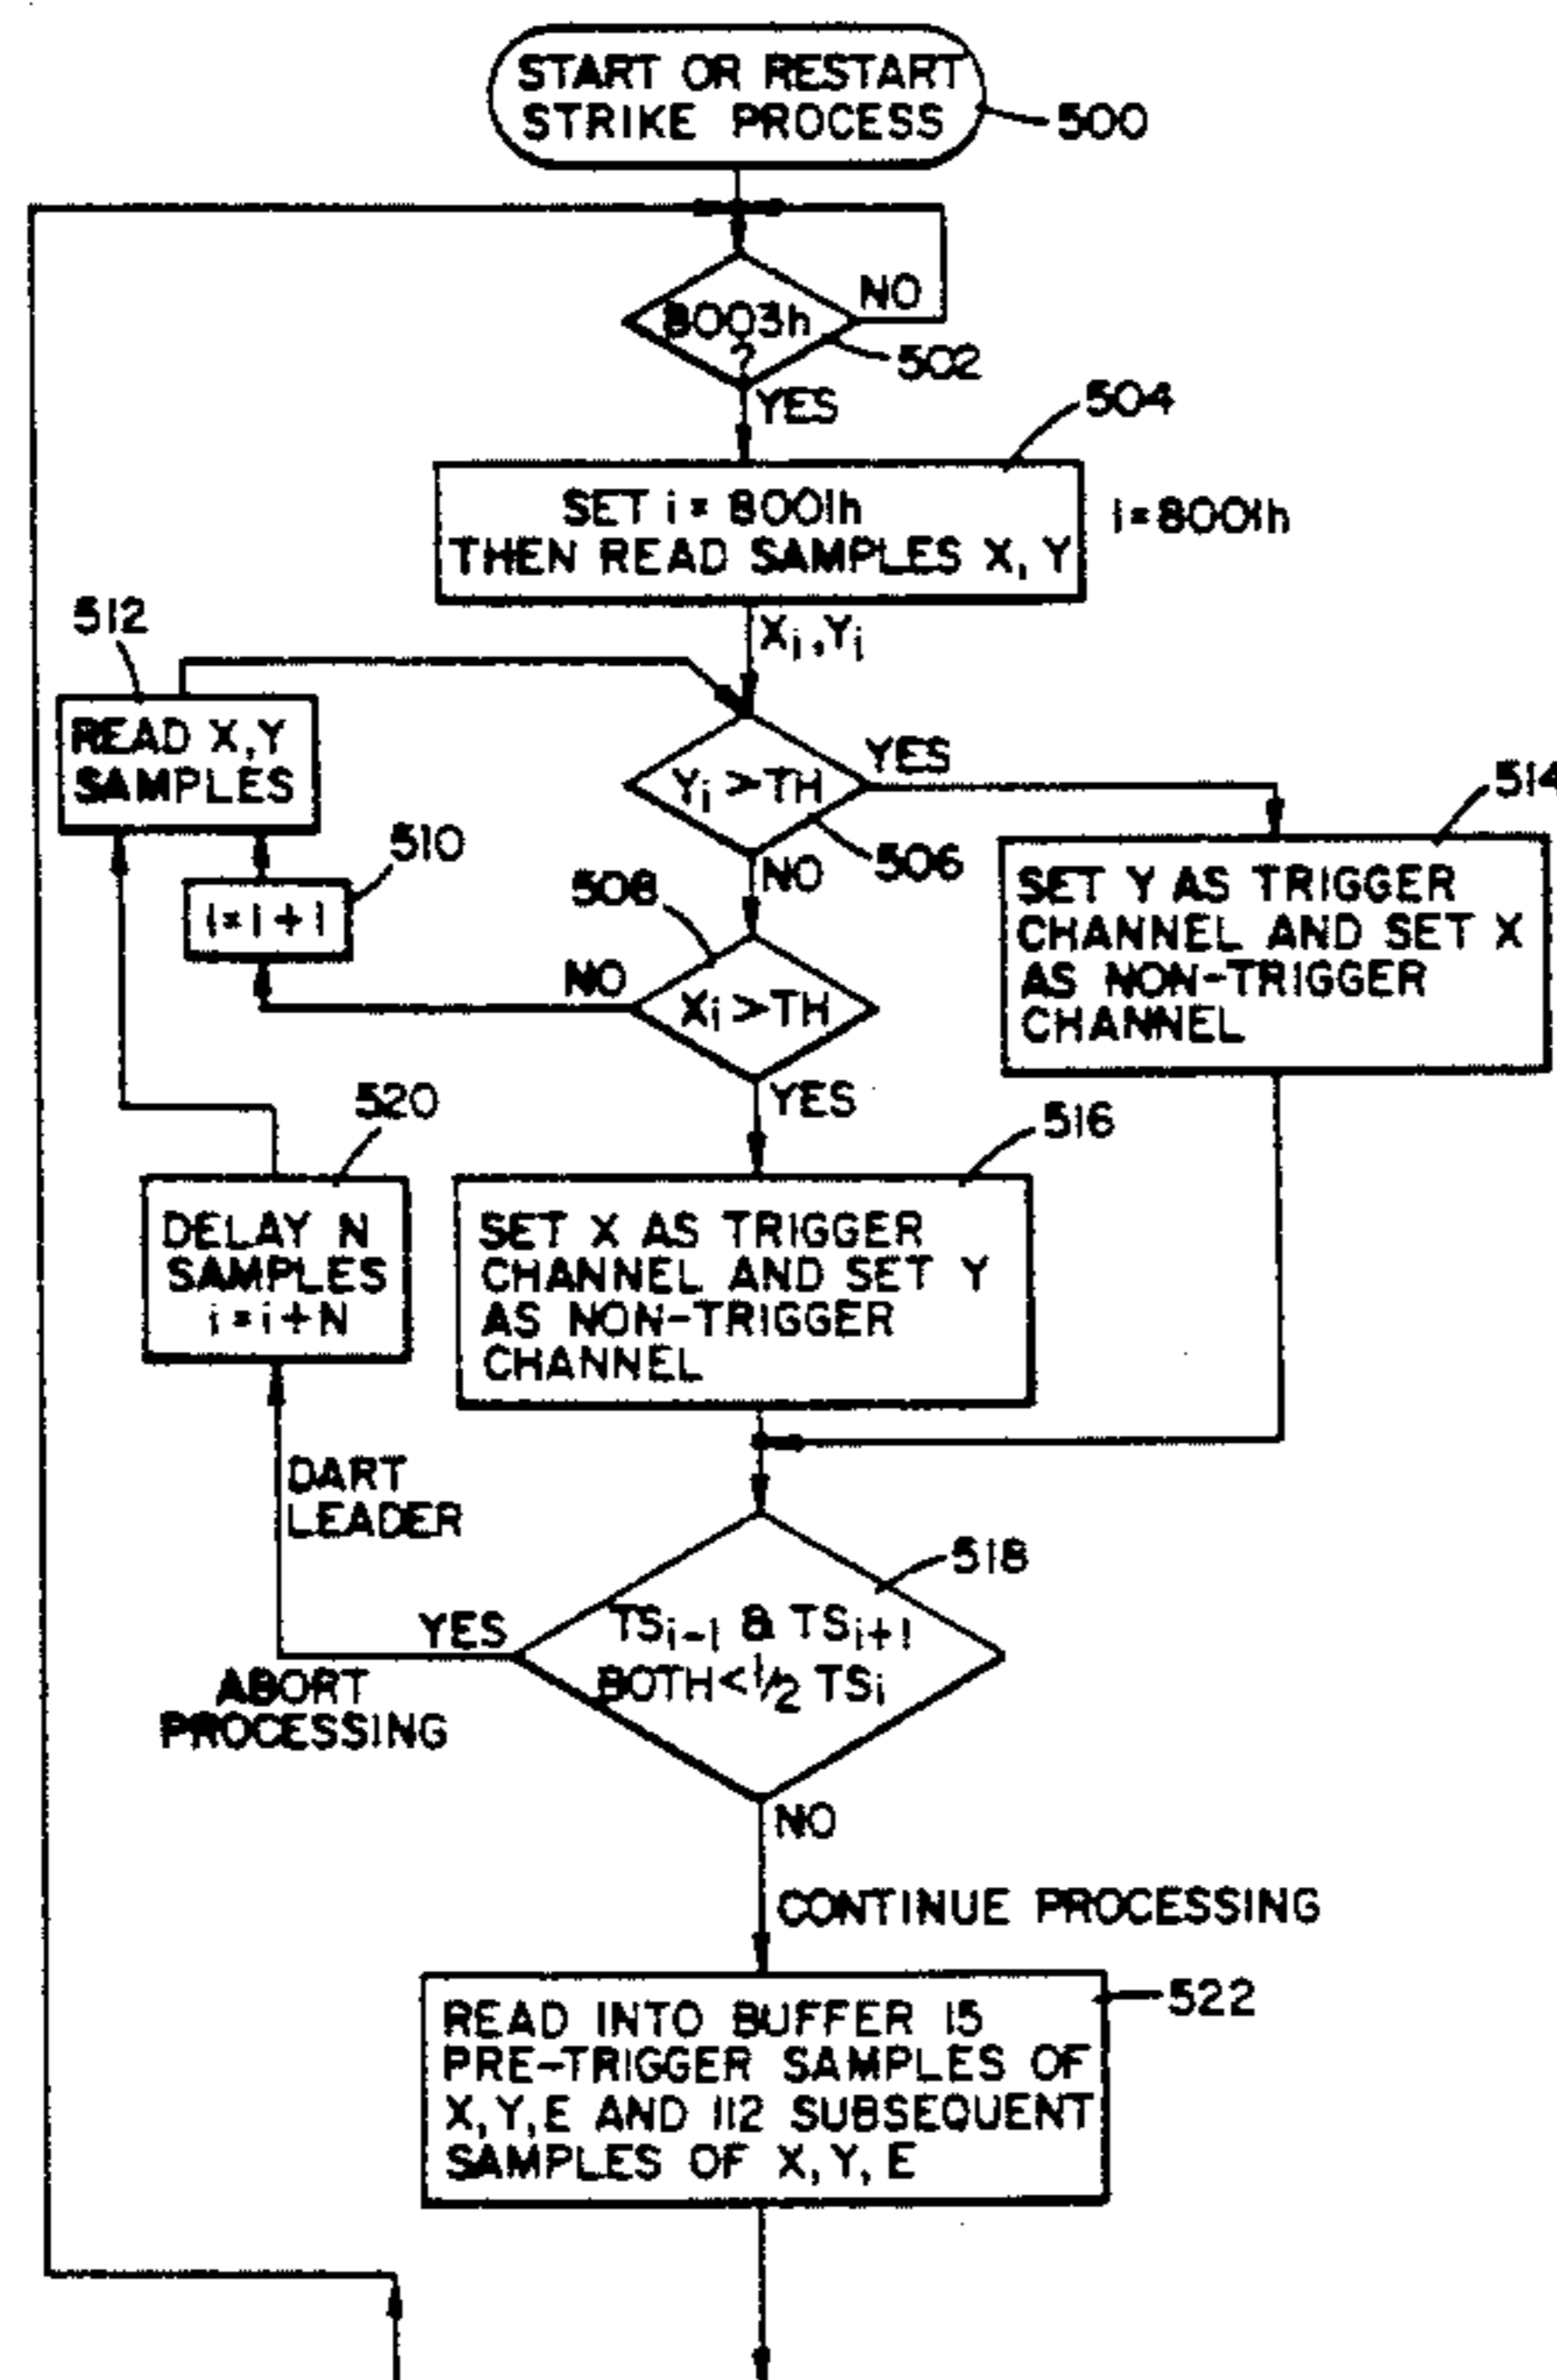 START OR RESTART
STRIKE PROCESS
500
8003h
?
NO
502
YES
504
SET i = 8001h
THEN READ SAMPLES X, Y
i = 8001h
Xi, Yi
512
READ X, Y
SAMPLES
Yi > TH
YES
506
NO
514
SET Y AS TRIGGER
CHANNEL AND SET X
AS NON-TRIGGER
CHANNEL
510
i = i + 1
508
NO
Xi > TH
YES
520
DELAY N
SAMPLES
i = i + N
516
SET X AS TRIGGER
CHANNEL AND SET Y
AS NON-TRIGGER
CHANNEL
DART
LEADER
518
YES
TSi-1 & TSi+1
BOTH < 1/2 TSi
ABORT
PROCESSING
NO
CONTINUE PROCESSING
522
READ INTO BUFFER 15
PRE-TRIGGER SAMPLES OF
X, Y, E AND 112 SUBSEQUENT
SAMPLES OF X, Y, E